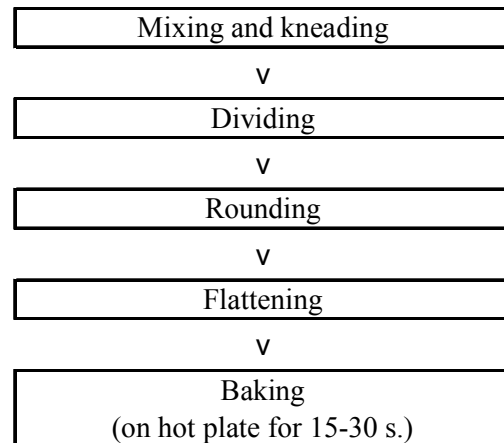 Mixing and kneading
v
Dividing
v
Rounding
v
Flattening
v
Baking
(on hot plate for 15-30 s.)